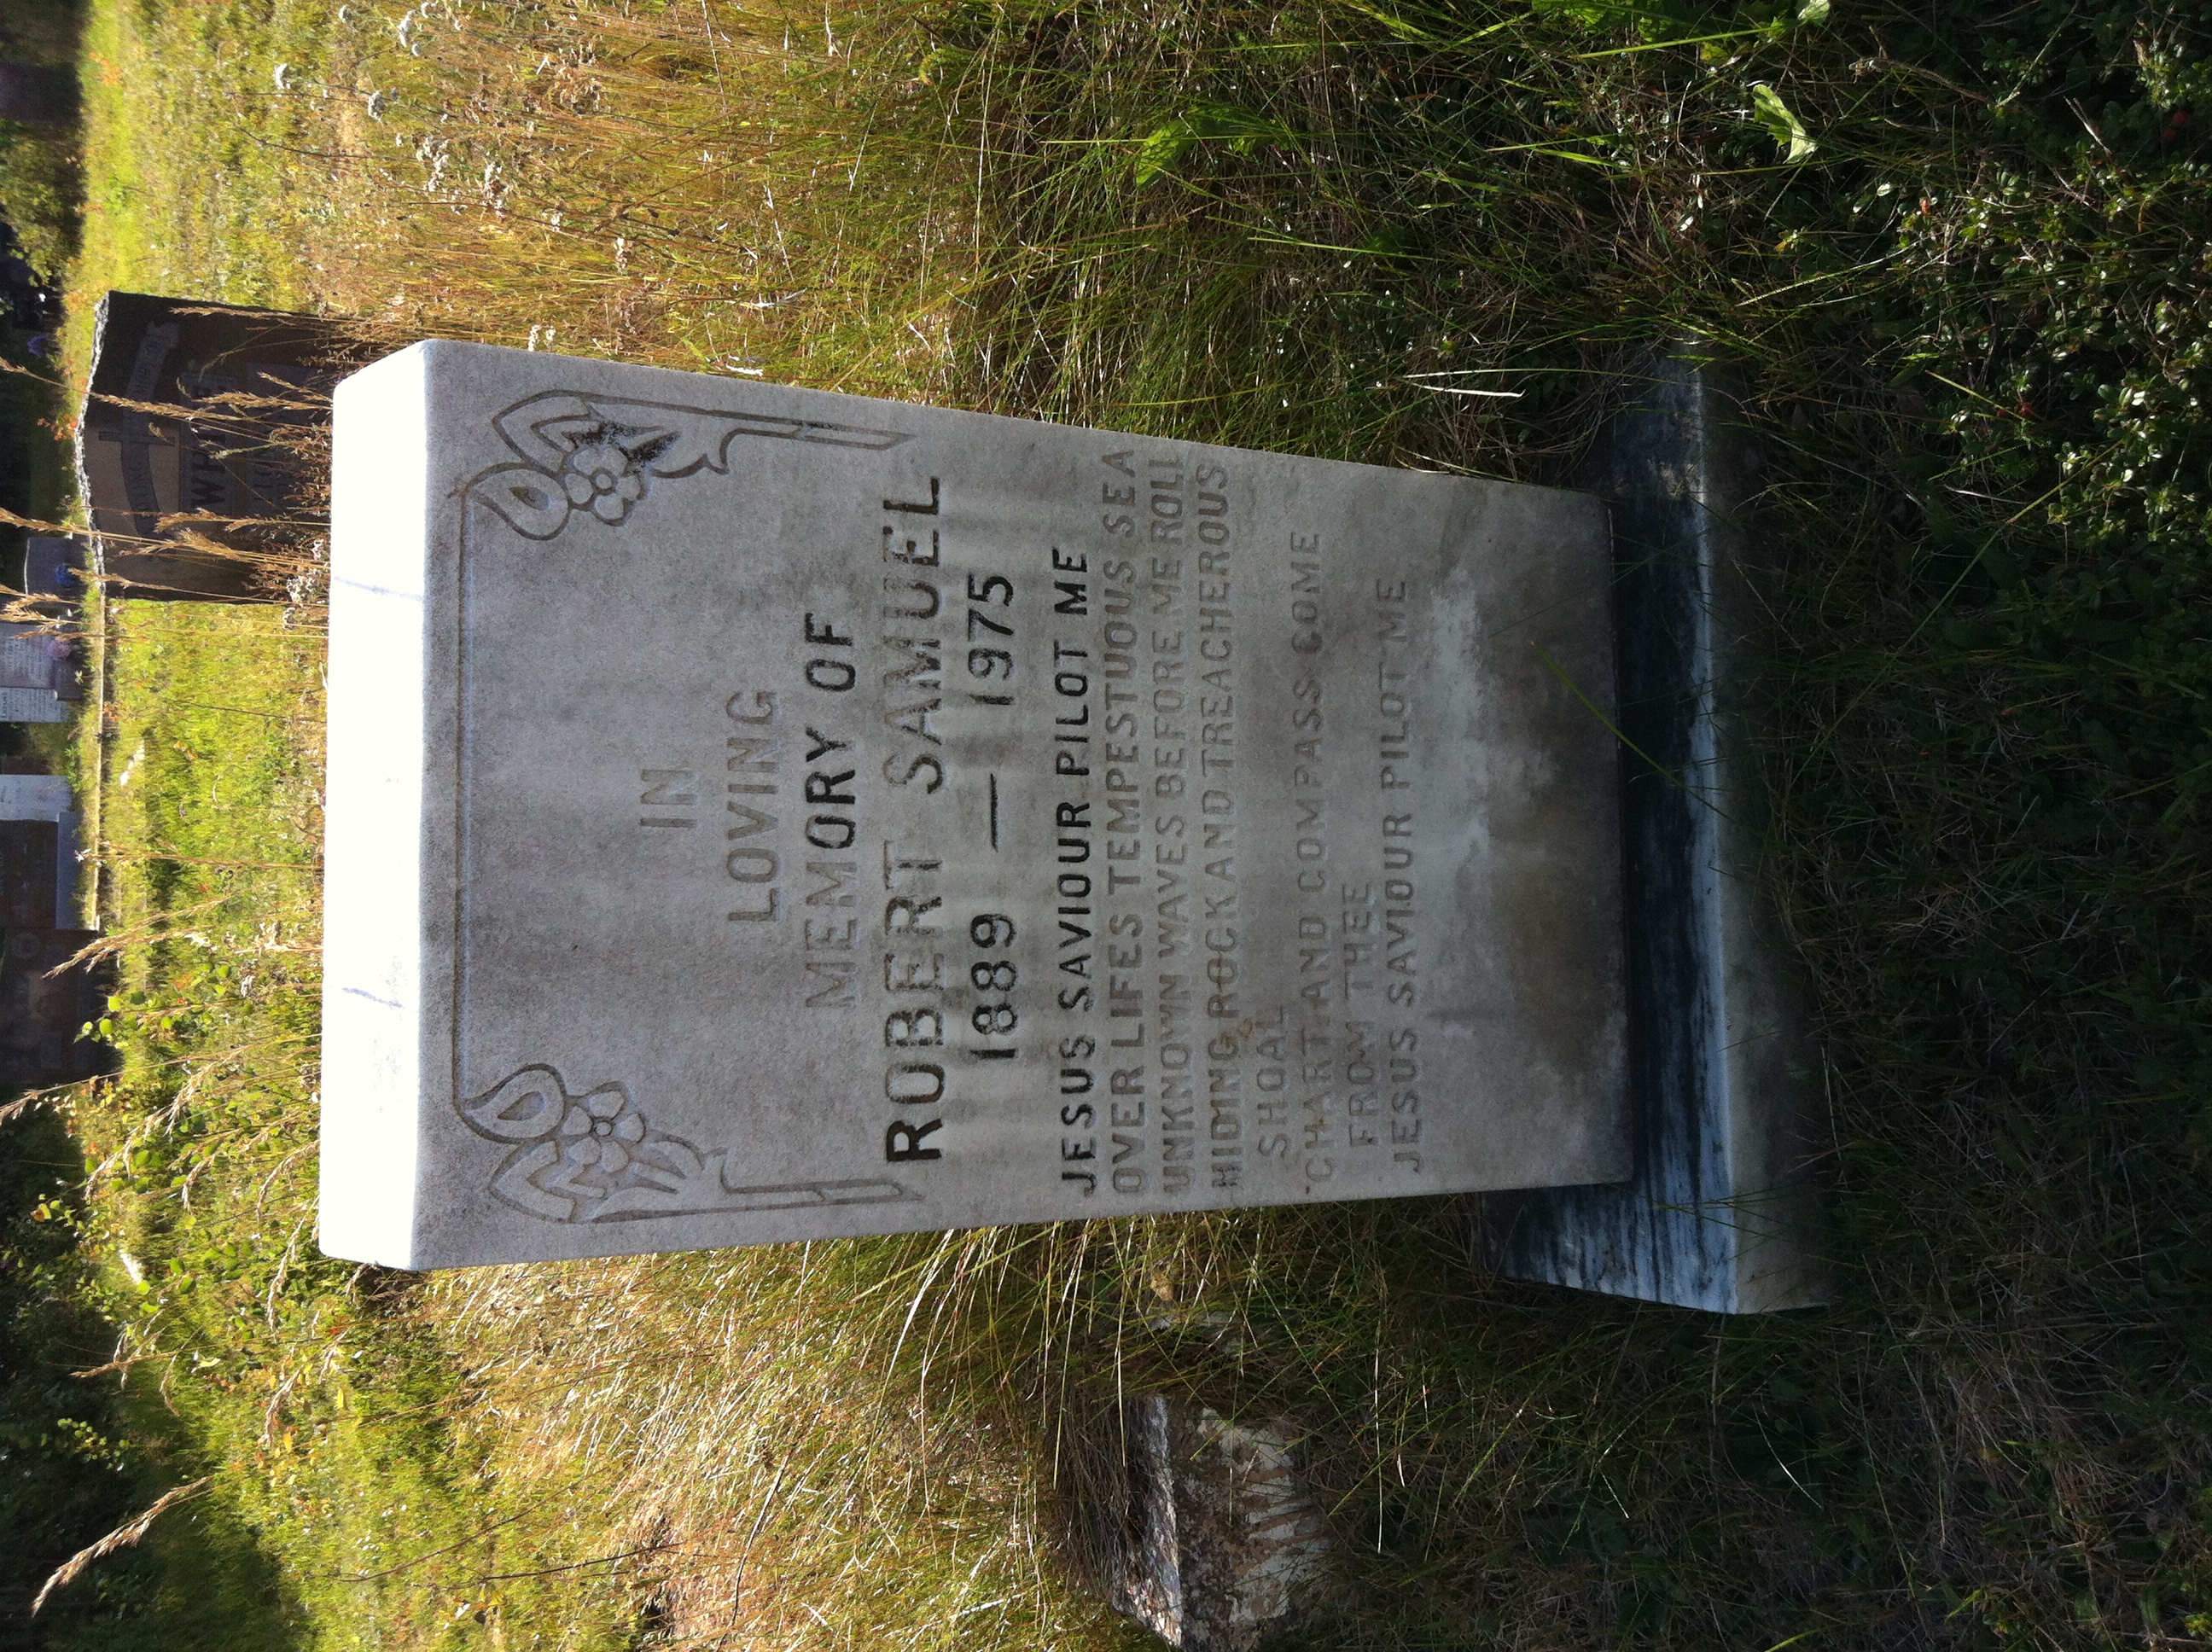 IN
LOVING
MEMORY OF
ROBERT SAMUEL
1889 — 1975
JESUS SAVIOUR PILOT ME
OVER LIFES TEMPESTUOUS SEA
UNKNOWN WAVES BEFORE ME ROLL
HIDING ROCK AND TREACHEROUS
SHOAL
CHART AND COMPASS COME
FROM THEE
JESUS SAVIOUR PILOT ME